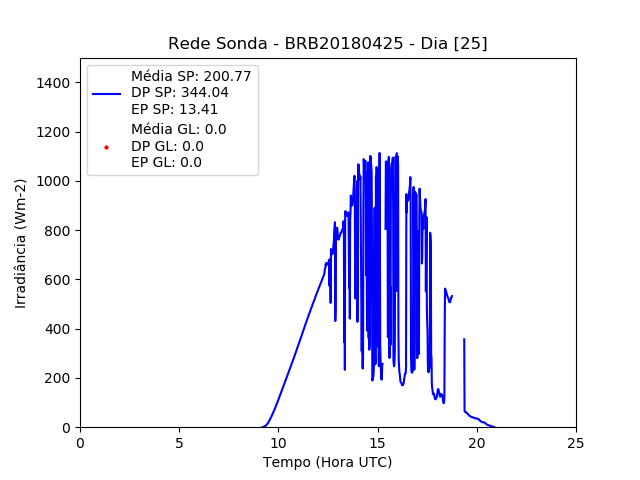 Rede Sonda - BRB20180425 - Dia [25]
Média SP: 200.77
DP SP: 344.04
EP SP: 13.41
Média GL: 0.0
DP GL: 0.0
EP GL: 0.0
1400
1200
1000
800
600
400
200
0
Irradiância (Wm-2)
0 5 10 15 20 25
Tempo (Hora UTC)